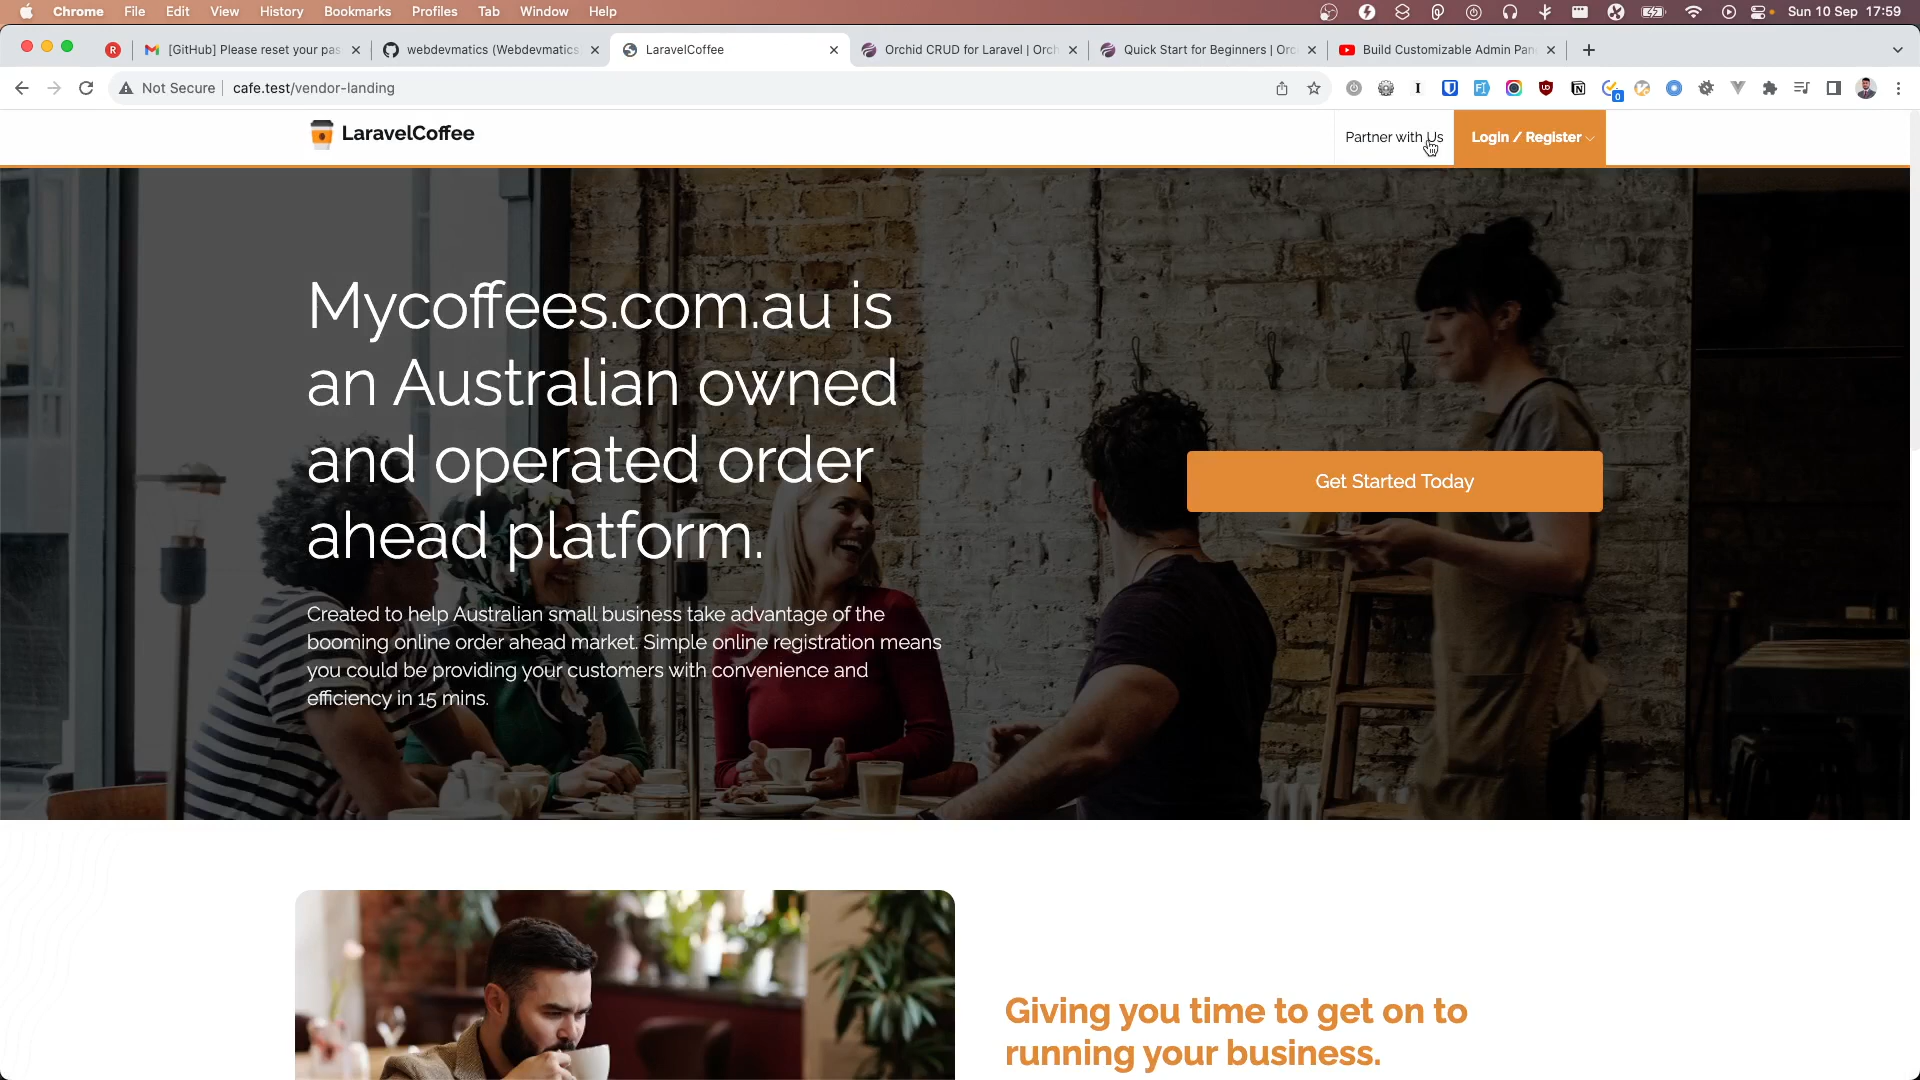 Chrome File Edit View History Bookmarks Profiles Tab Window Help Sun 10 Sep 17:59
R [GitHub] Please reset your pas webdevmatics (Webdevmatics LaravelCoffee Orchid CRUD for Laravel | Orch Quick Start for Beginners | Orc Build Customizable Admin Pan
Not Secure cafe.test/vendor-landing
LaravelCoffee
Partner with Us
Login / Register
Mycoffees.com.au is
an Australian owned
and operated order
ahead platform.
Get Started Today
Created to help Australian small business take advantage of the
booming online order ahead market. Simple online registration means
you could be providing your customers with convenience and
efficiency in 15 mins.
Giving you time to get on to
running your business.